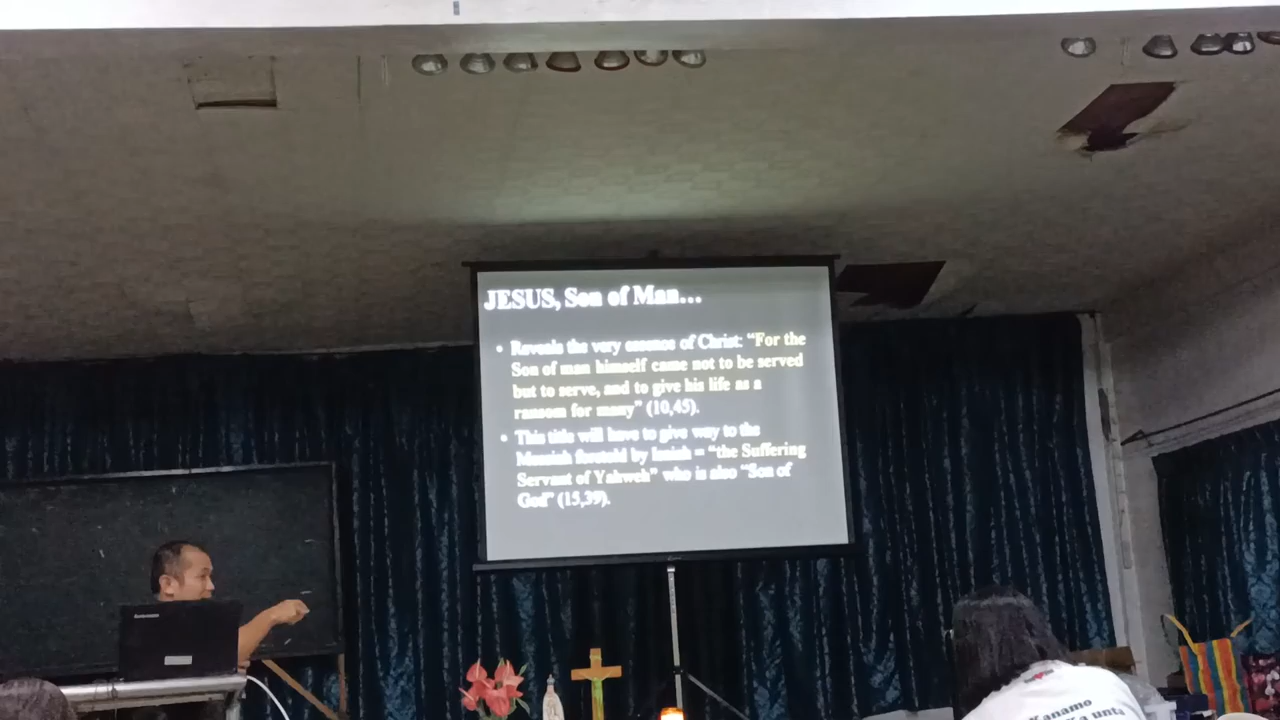 JESUS, Son of Man...
• Reveals the very essence of Christ: “For the
Son of man himself came not to be served
but to serve, and to give his life as a
ransom for many” (10,45).
• This title will have to give way to the
Messiah foretold by Isaiah = “the Suffering
Servant of Yahweh” who is also “Son of
God” (15,39).
Kanamo
unta